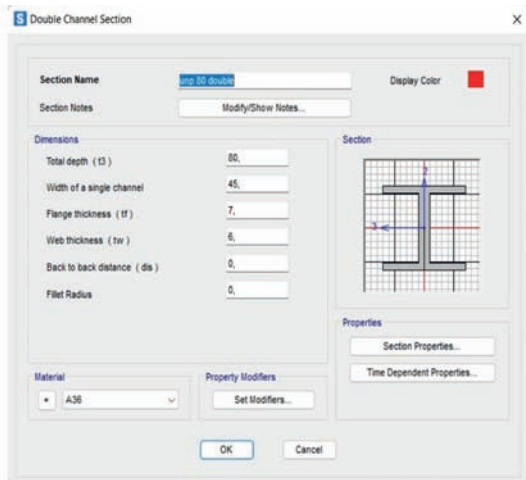 S Double Channel Section X
Section Name unp 80 double Display Color
Section Notes Modify/Show Notes...
Dimensions
Total depth ( t3 ) 80,
Width of a single channel 45,
Flange thickness ( tf ) 7,
Web thickness ( tw ) 6,
Back to back distance ( dis ) 0,
Fillet Radius 0,
Section
2
3
Properties
Section Properties...
Time Dependent Properties...
Material
+ A36
Property Modifiers
Set Modifiers...
OK Cancel